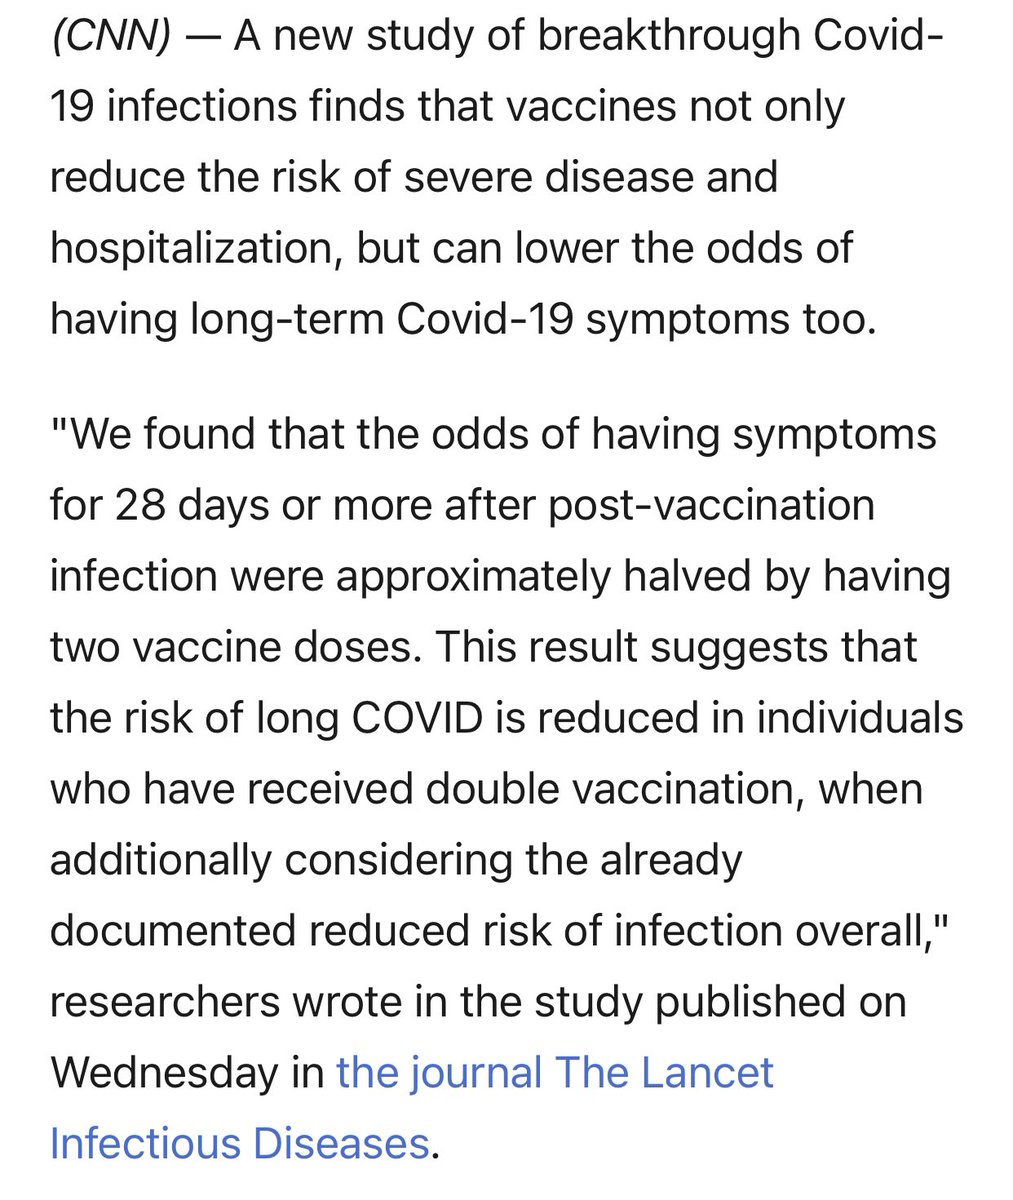 (CNN) — A new study of breakthrough Covid-
19 infections finds that vaccines not only
reduce the risk of severe disease and
hospitalization, but can lower the odds of
having long-term Covid-19 symptoms too.
"We found that the odds of having symptoms
for 28 days or more after post-vaccination
infection were approximately halved by having
two vaccine doses. This result suggests that
the risk of long COVID is reduced in individuals
who have received double vaccination, when
additionally considering the already
documented reduced risk of infection overall,"
researchers wrote in the study published on
Wednesday in the journal The Lancet
Infectious Diseases.